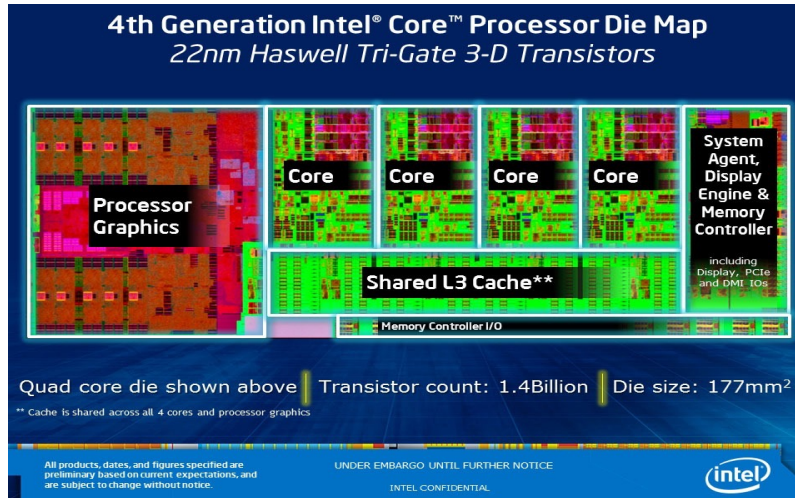 4th Generation Intel® Core™ Processor Die Map
22nm Haswell Tri-Gate 3-D Transistors
Processor
Graphics
Core
Core
Core
Core
System
Agent,
Display
Engine &
Memory
Controller
including
Display, PCIe
and DMI IOs
Shared L3 Cache**
Memory Controller I/O
Quad core die shown above
Transistor count: 1.4Billion
Die size: 177mm²
** Cache is shared across all 4 cores and processor graphics
All products, dates, and figures specified are
preliminary based on current expectations, and
are subject to change without notice.
UNDER EMBARGO UNTIL FURTHER NOTICE
INTEL CONFIDENTIAL
intel®